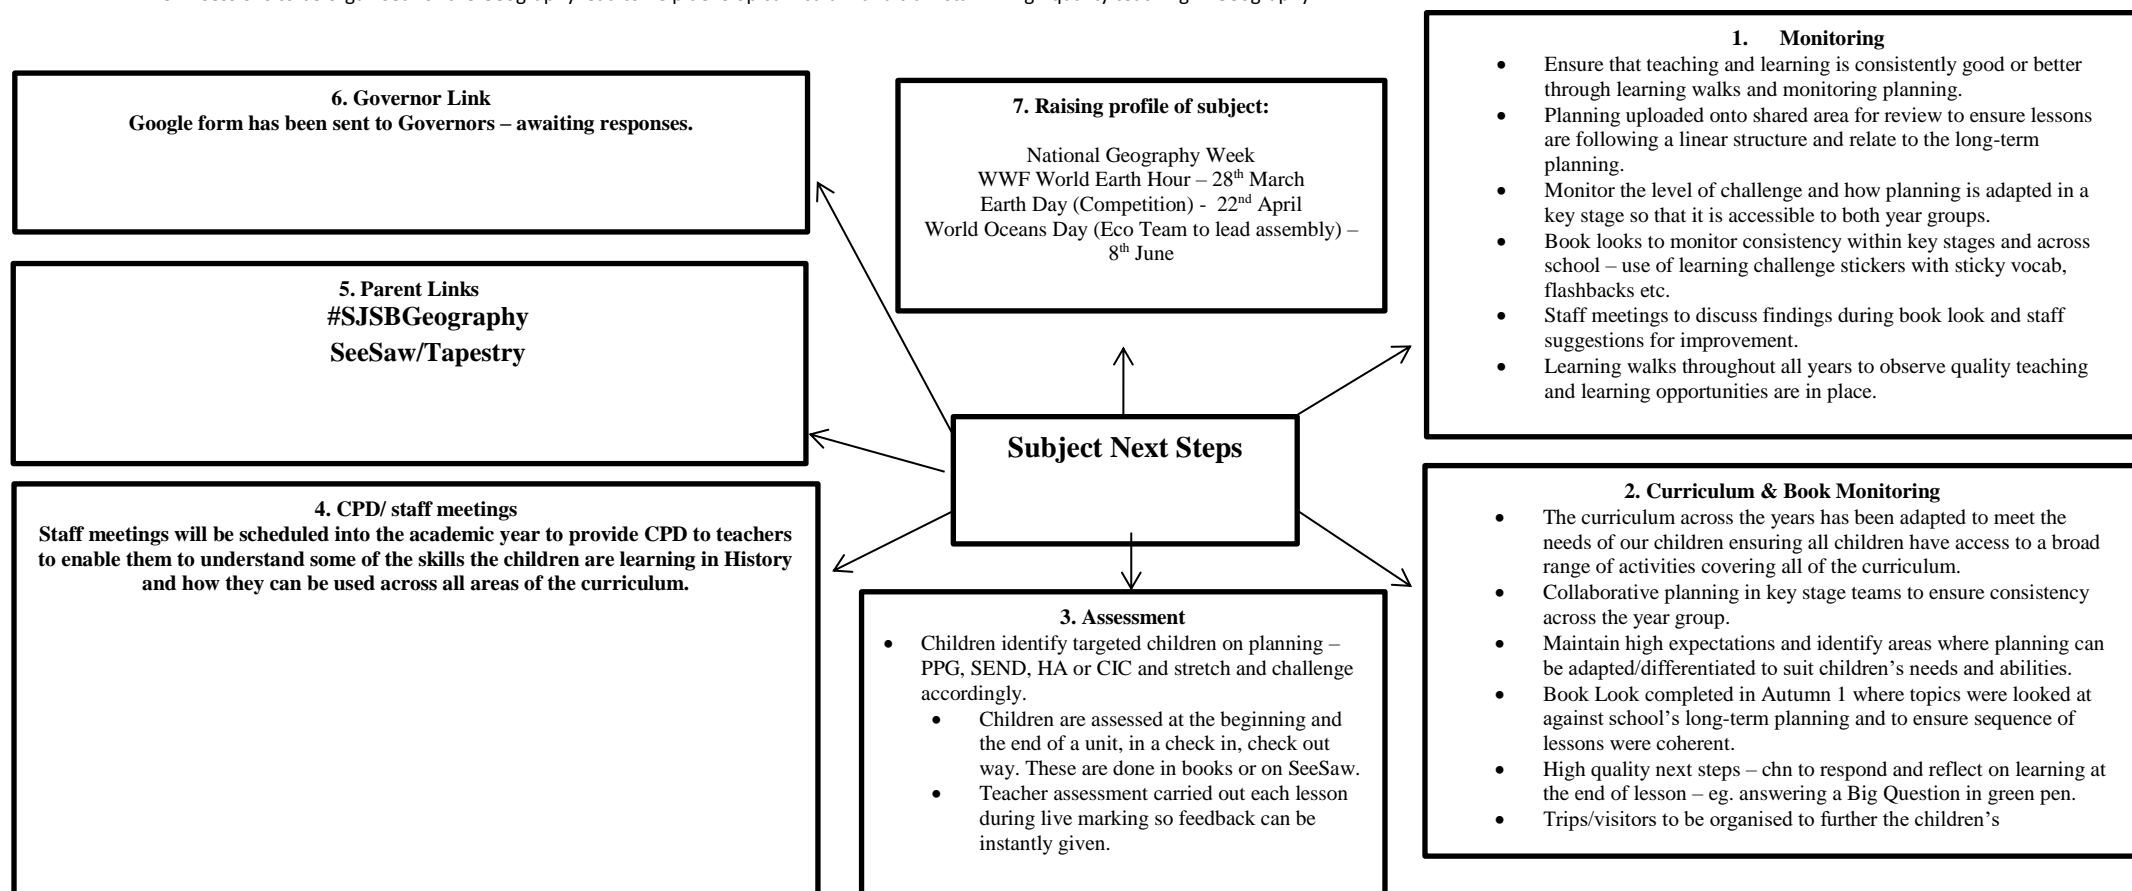 6. Governor Link
Google form has been sent to Governors – awaiting responses.
7. Raising profile of subject:
National Geography Week
WWF World Earth Hour – 28th March
Earth Day (Competition) - 22nd April
World Oceans Day (Eco Team to lead assembly) –
8th June
1. Monitoring
• Ensure that teaching and learning is consistently good or better
through learning walks and monitoring planning.
• Planning uploaded onto shared area for review to ensure lessons
are following a linear structure and relate to the long-term
planning.
• Monitor the level of challenge and how planning is adapted in a
key stage so that it is accessible to both year groups.
• Book looks to monitor consistency within key stages and across
school – use of learning challenge stickers with sticky vocab,
flashbacks etc.
• Staff meetings to discuss findings during book look and staff
suggestions for improvement.
• Learning walks throughout all years to observe quality teaching
and learning opportunities are in place.
5. Parent Links
#SJSBGeography
SeeSaw/Tapestry
Subject Next Steps
4. CPD/ staff meetings
Staff meetings will be scheduled into the academic year to provide CPD to teachers
to enable them to understand some of the skills the children are learning in History
and how they can be used across all areas of the curriculum.
3. Assessment
• Children identify targeted children on planning –
PPG, SEND, HA or CIC and stretch and challenge
accordingly.
• Children are assessed at the beginning and
the end of a unit, in a check in, check out
way. These are done in books or on SeeSaw.
• Teacher assessment carried out each lesson
during live marking so feedback can be
instantly given.
2. Curriculum & Book Monitoring
• The curriculum across the years has been adapted to meet the
needs of our children ensuring all children have access to a broad
range of activities covering all of the curriculum.
• Collaborative planning in key stage teams to ensure consistency
across the year group.
• Maintain high expectations and identify areas where planning can
be adapted/differentiated to suit children’s needs and abilities.
• Book Look completed in Autumn 1 where topics were looked at
against school’s long-term planning and to ensure sequence of
lessons were coherent.
• High quality next steps – chn to respond and reflect on learning at
the end of lesson – eg. answering a Big Question in green pen.
• Trips/visitors to be organised to further the children’s